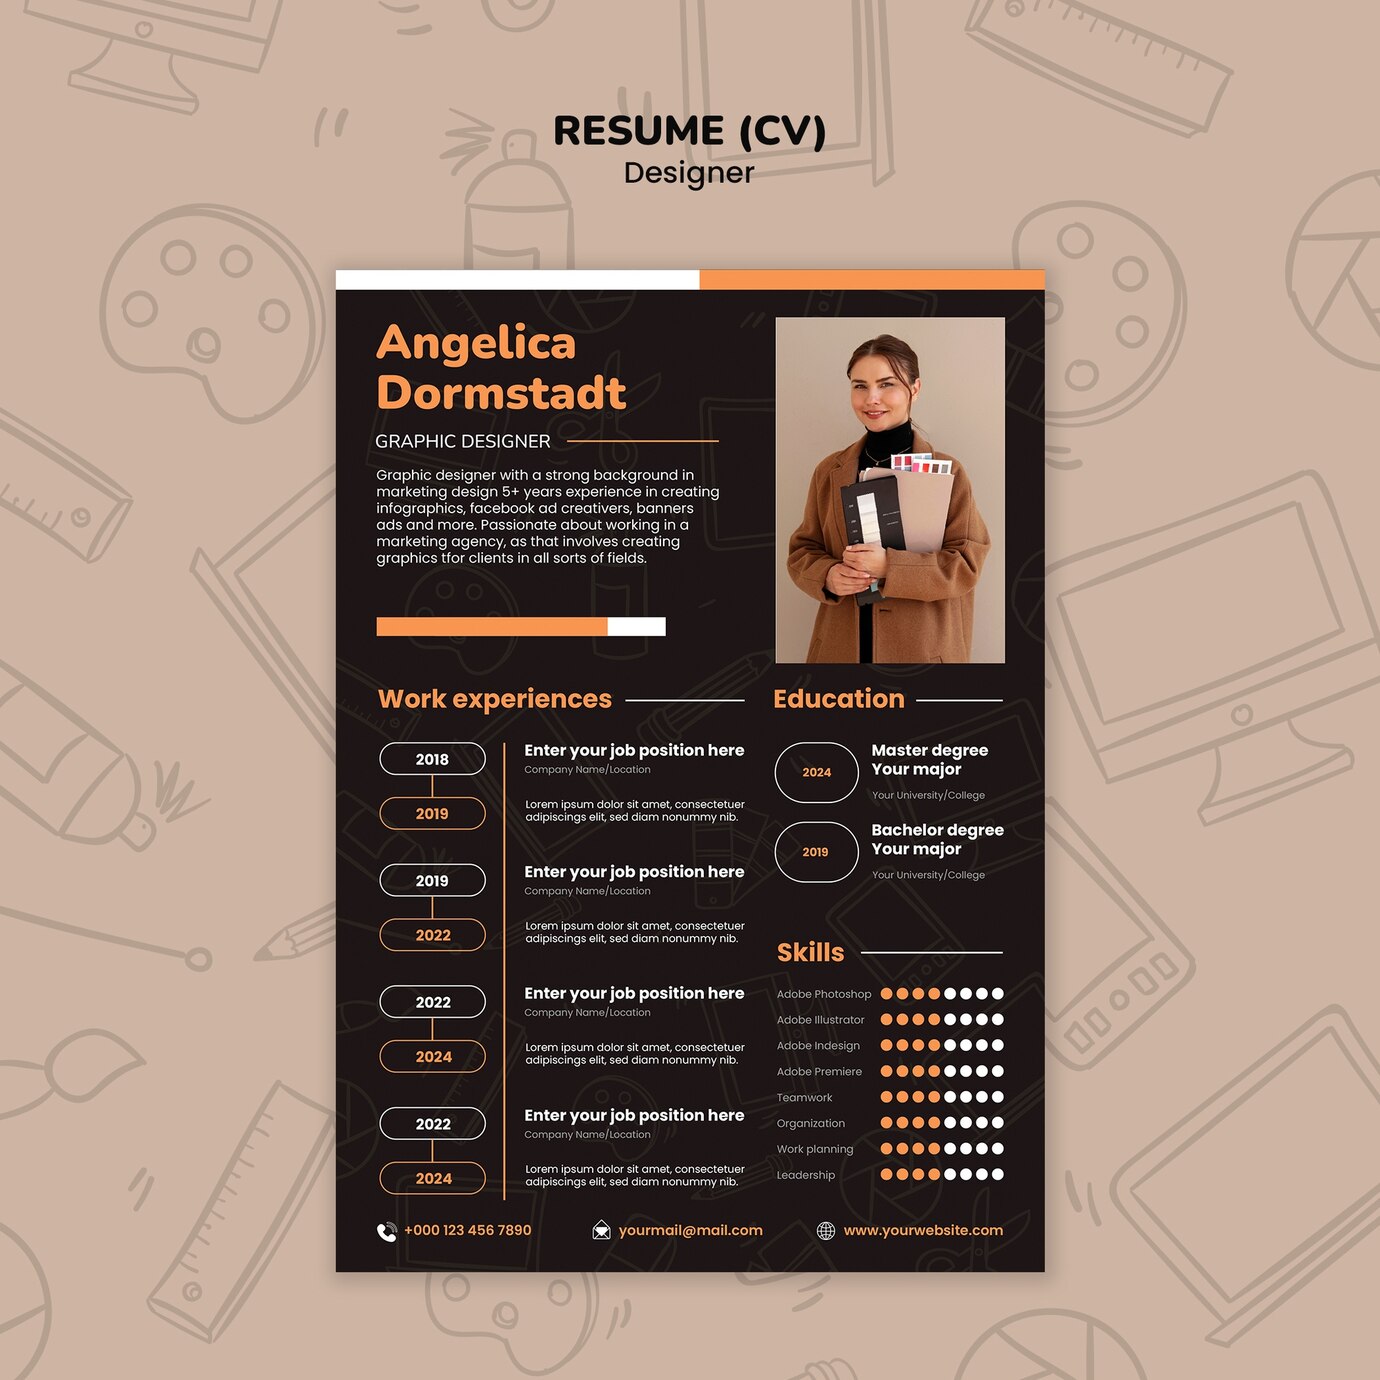 RESUME (CV)
Designer
Angelica
Dormstadt
GRAPHIC DESIGNER
Graphic designer with a strong background in
marketing design 5+ years experience in creating
infographics, facebook ad creativers, banners
ads and more. Passionate about working in a
marketing agency, as that involves creating
graphics tfor clients in all sorts of fields.
Work experiences
2018
2019
Enter your job position here
Company Name/Location
Lorem ipsum dolor sit amet, consectetuer
adipiscings elit, sed diam nonummy nib.
2019
2022
Enter your job position here
Company Name/Location
Lorem ipsum dolor sit amet, consectetuer
adipiscings elit, sed diam nonummy nib.
2022
2024
Enter your job position here
Company Name/Location
Lorem ipsum dolor sit amet, consectetuer
adipiscings elit, sed diam nonummy nib.
2022
2024
Enter your job position here
Company Name/Location
Lorem ipsum dolor sit amet, consectetuer
adipiscings elit, sed diam nonummy nib.
Education
2024
Master degree
Your major
Your University/College
2019
Bachelor degree
Your major
Your University/College
Skills
Adobe Photoshop
Adobe Illustrator
Adobe Indesign
Adobe Premiere
Teamwork
Organization
Work planning
Leadership
+000 123 456 7890
yourmail@mail.com
www.yourwebsite.com